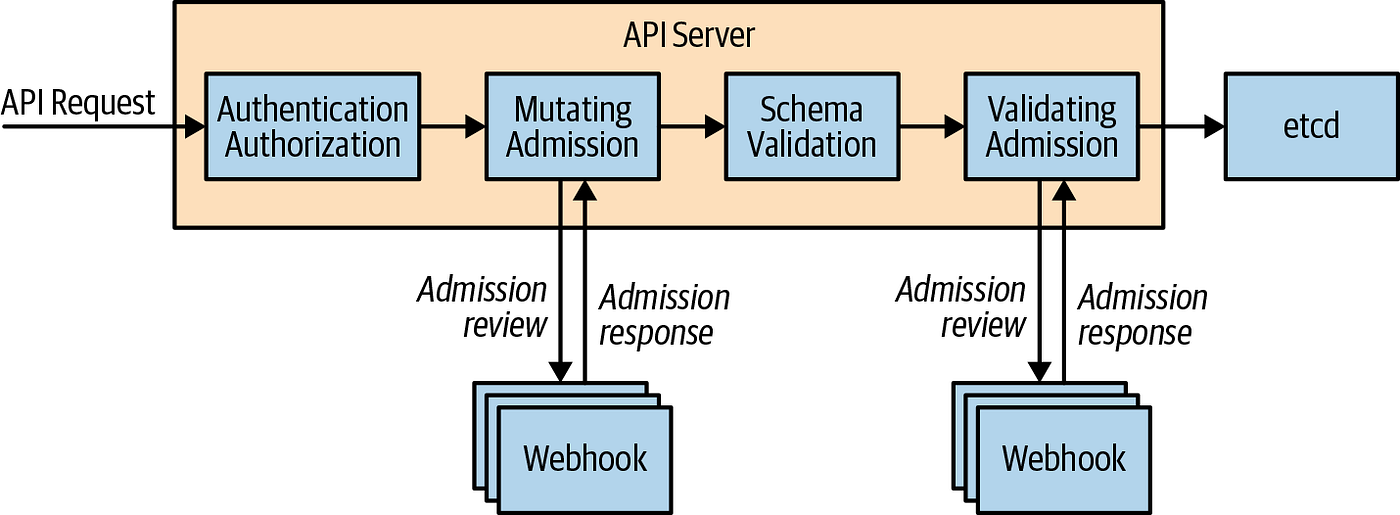 API Server
API Request
Authentication
Authorization
Mutating
Admission
Schema
Validation
Validating
Admission
etcd
Admission
review
Admission
response
Admission
review
Admission
response
Webhook
Webhook